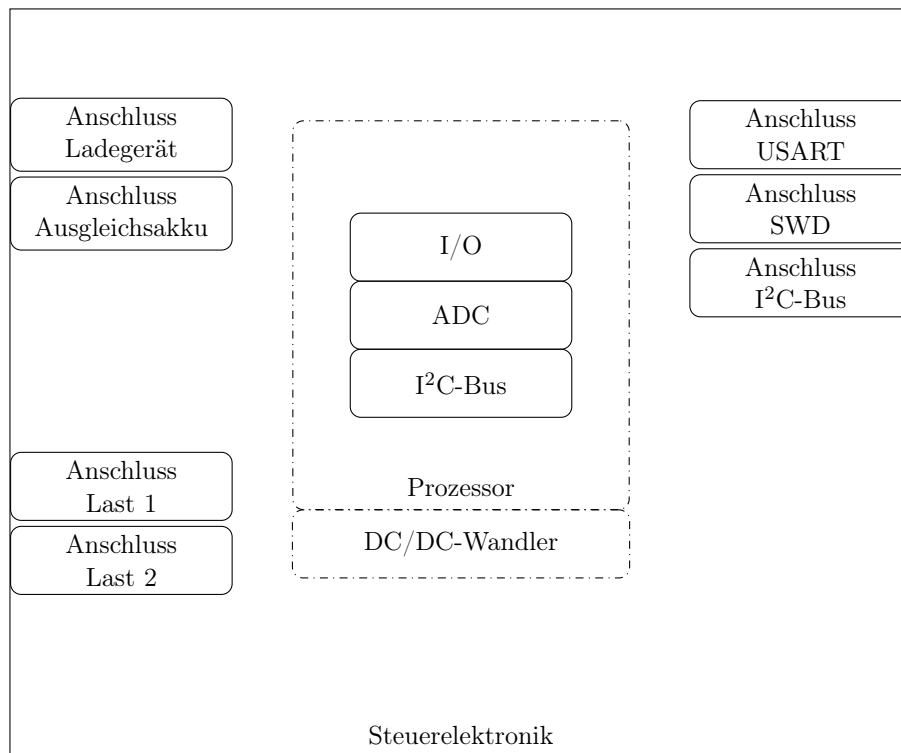 Anschluss
Ladegerät
Anschluss
Ausgleichsakku
Anschluss
Last 1
Anschluss
Last 2
I/O
ADC
I²C-Bus
Prozessor
DC/DC-Wandler
Anschluss
USART
Anschluss
SWD
Anschluss
I²C-Bus
Steuerelektronik